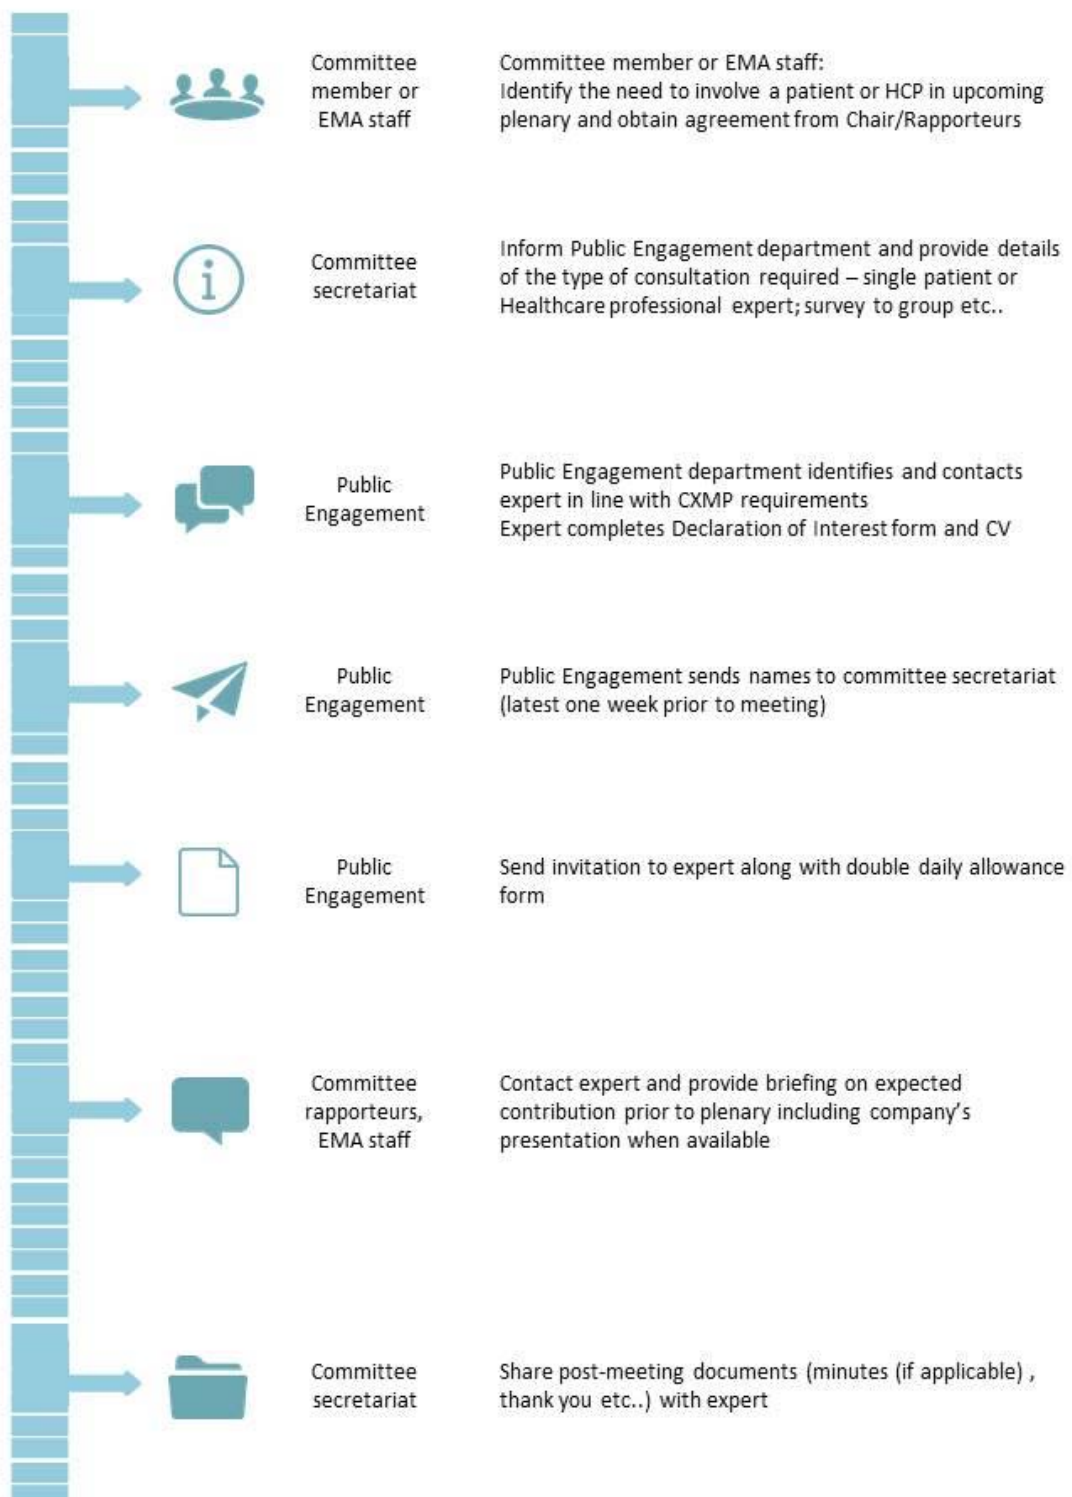 Committee
member or
EMA staff
Committee member or EMA staff:
Identify the need to involve a patient or HCP in upcoming
plenary and obtain agreement from Chair/Rapporteurs
i
Committee
secretariat
Inform Public Engagement department and provide details
of the type of consultation required – single patient or
Healthcare professional expert; survey to group etc..
Public
Engagement
Public Engagement department identifies and contacts
expert in line with CXMP requirements
Expert completes Declaration of Interest form and CV
Public
Engagement
Public Engagement sends names to committee secretariat
(latest one week prior to meeting)
Public
Engagement
Send invitation to expert along with double daily allowance
form
Committee
rapporteurs,
EMA staff
Contact expert and provide briefing on expected
contribution prior to plenary including company's
presentation when available
Committee
secretariat
Share post-meeting documents (minutes (if applicable) ,
thank you etc..) with expert